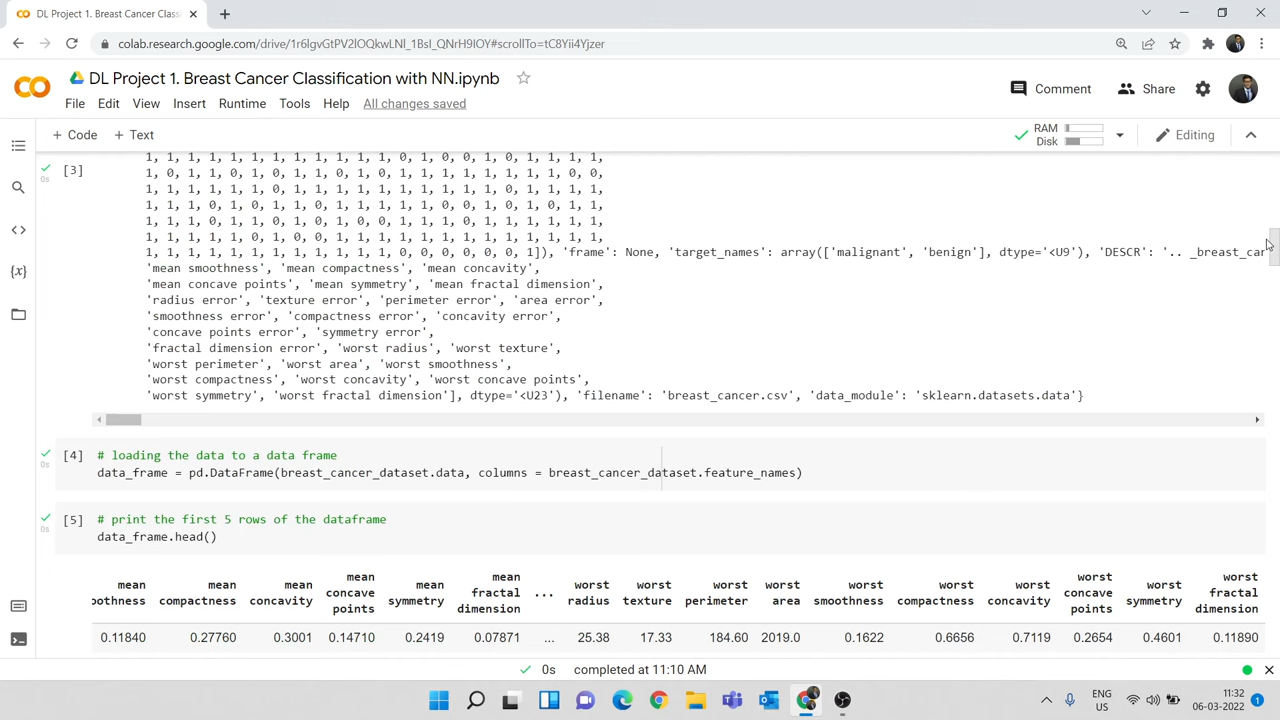 DL Project 1. Breast Cancer Class
colab.research.google.com/drive/1r6lgvGtPV2lOQkwLNl_1BsI_QNrH9IOY#scrollTo=tC8Yii4Yjzer
DL Project 1. Breast Cancer Classification with NN.ipynb
File Edit View Insert Runtime Tools Help All changes saved
Comment Share
+ Code + Text
RAM
Disk
Editing
1, 1, 1, 1, 1, 1, 1, 1, 1, 1, 1, 1, 0, 1, 0, 0, 1, 0, 1, 1, 1, 1,
[3]
1, 0, 1, 1, 0, 1, 0, 1, 1, 1, 1, 1, 1, 1, 1, 1, 1, 1, 1, 1, 0, 0,
1, 1, 1, 1, 1, 1, 0, 1, 1, 1, 1, 1, 1, 1, 1, 1, 1, 0, 1, 1, 1, 1,
1, 1, 1, 0, 1, 0, 1, 1, 0, 1, 1, 1, 1, 1, 0, 0, 1, 0, 1, 0, 1, 1,
1, 1, 1, 0, 1, 1, 0, 1, 0, 1, 0, 0, 1, 1, 1, 0, 1, 1, 1, 1, 1, 1,
1, 1, 1, 1, 1, 0, 1, 0, 0, 1, 1, 1, 1, 1, 1, 1, 1, 1, 1, 1, 1, 1,
1, 1, 1, 1, 1, 1, 1, 1, 1, 1, 1, 1, 0, 0, 0, 0, 0, 0, 1]), 'frame': None, 'target_names': array(['malignant', 'benign'], dtype='<U9'), 'DESCR': '.. _breast_car
'mean smoothness', 'mean compactness', 'mean concavity',
'mean concave points', 'mean symmetry', 'mean fractal dimension',
'radius error', 'texture error', 'perimeter error', 'area error',
'smoothness error', 'compactness error', 'concavity error',
'concave points error', 'symmetry error',
'fractal dimension error', 'worst radius', 'worst texture',
'worst perimeter', 'worst area', 'worst smoothness',
'worst compactness', 'worst concavity', 'worst concave points',
'worst symmetry', 'worst fractal dimension'], dtype='<U23'), 'filename': 'breast_cancer.csv', 'data_module': 'sklearn.datasets.data'}
[4] # loading the data to a data frame
data_frame = pd.DataFrame(breast_cancer_dataset.data, columns = breast_cancer_dataset.feature_names)
[5] # print the first 5 rows of the dataframe
data_frame.head()
mean oothness mean compactness mean concavity mean concave points mean symmetry mean fractal dimension ... worst radius worst texture worst perimeter worst area worst smoothness worst compactness worst concavity worst concave points worst symmetry worst fractal dimension
0.11840 0.27760 0.3001 0.14710 0.2419 0.07871 ... 25.38 17.33 184.60 2019.0 0.1622 0.6656 0.7119 0.2654 0.4601 0.11890
0s completed at 11:10 AM
ENG
US
11:32
06-03-2022